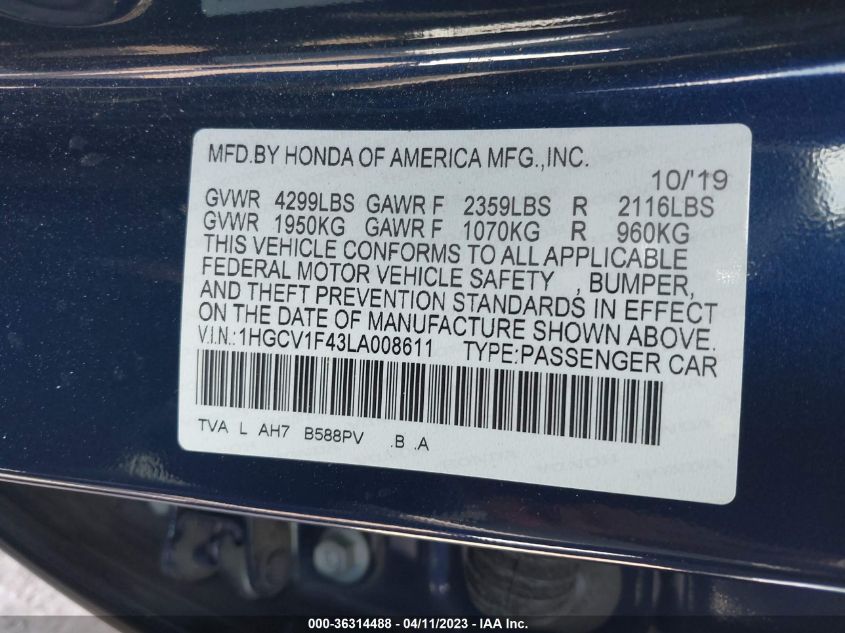 MFD.BY HONDA OF AMERICA MFG.,INC.
10/'19
GVWR 4299LBS GAWR F 2359LBS R 2116LBS
GVWR 1950KG GAWR F 1070KG R 960KG
THIS VEHICLE CONFORMS TO ALL APPLICABLE
FEDERAL MOTOR VEHICLE SAFETY , BUMPER,
AND THEFT PREVENTION STANDARDS IN EFFECT
ON THE DATE OF MANUFACTURE SHOWN ABOVE.
V.I.N.:1HGCV1F43LA008611 TYPE:PASSENGER CAR
TVA L AH7 B588PV .B .A
000-36314488 - 04/11/2023 - IAAI.com